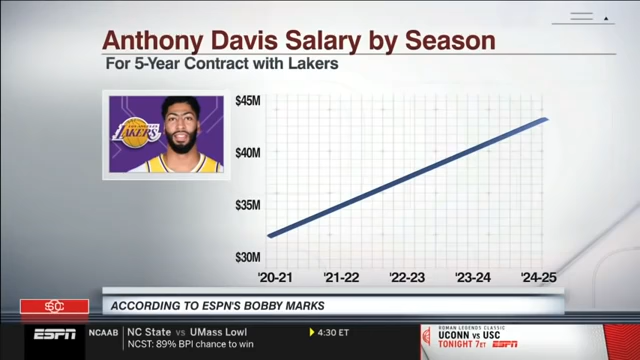 Anthony Davis Salary by Season
For 5-Year Contract with Lakers
LAKERS
$45M
$40M
$35M
$30M
'20-21 '21-22 '22-23 '23-24 '24-25
SC
ACCORDING TO ESPN'S BOBBY MARKS
ESPN
NCAAB
NC State vs UMass Lowl
4:30 ET
NCST: 89% BPI chance to win
ROMAN LEGENDS CLASSIC
UCONN vs USC
TONIGHT 7ET ESPN